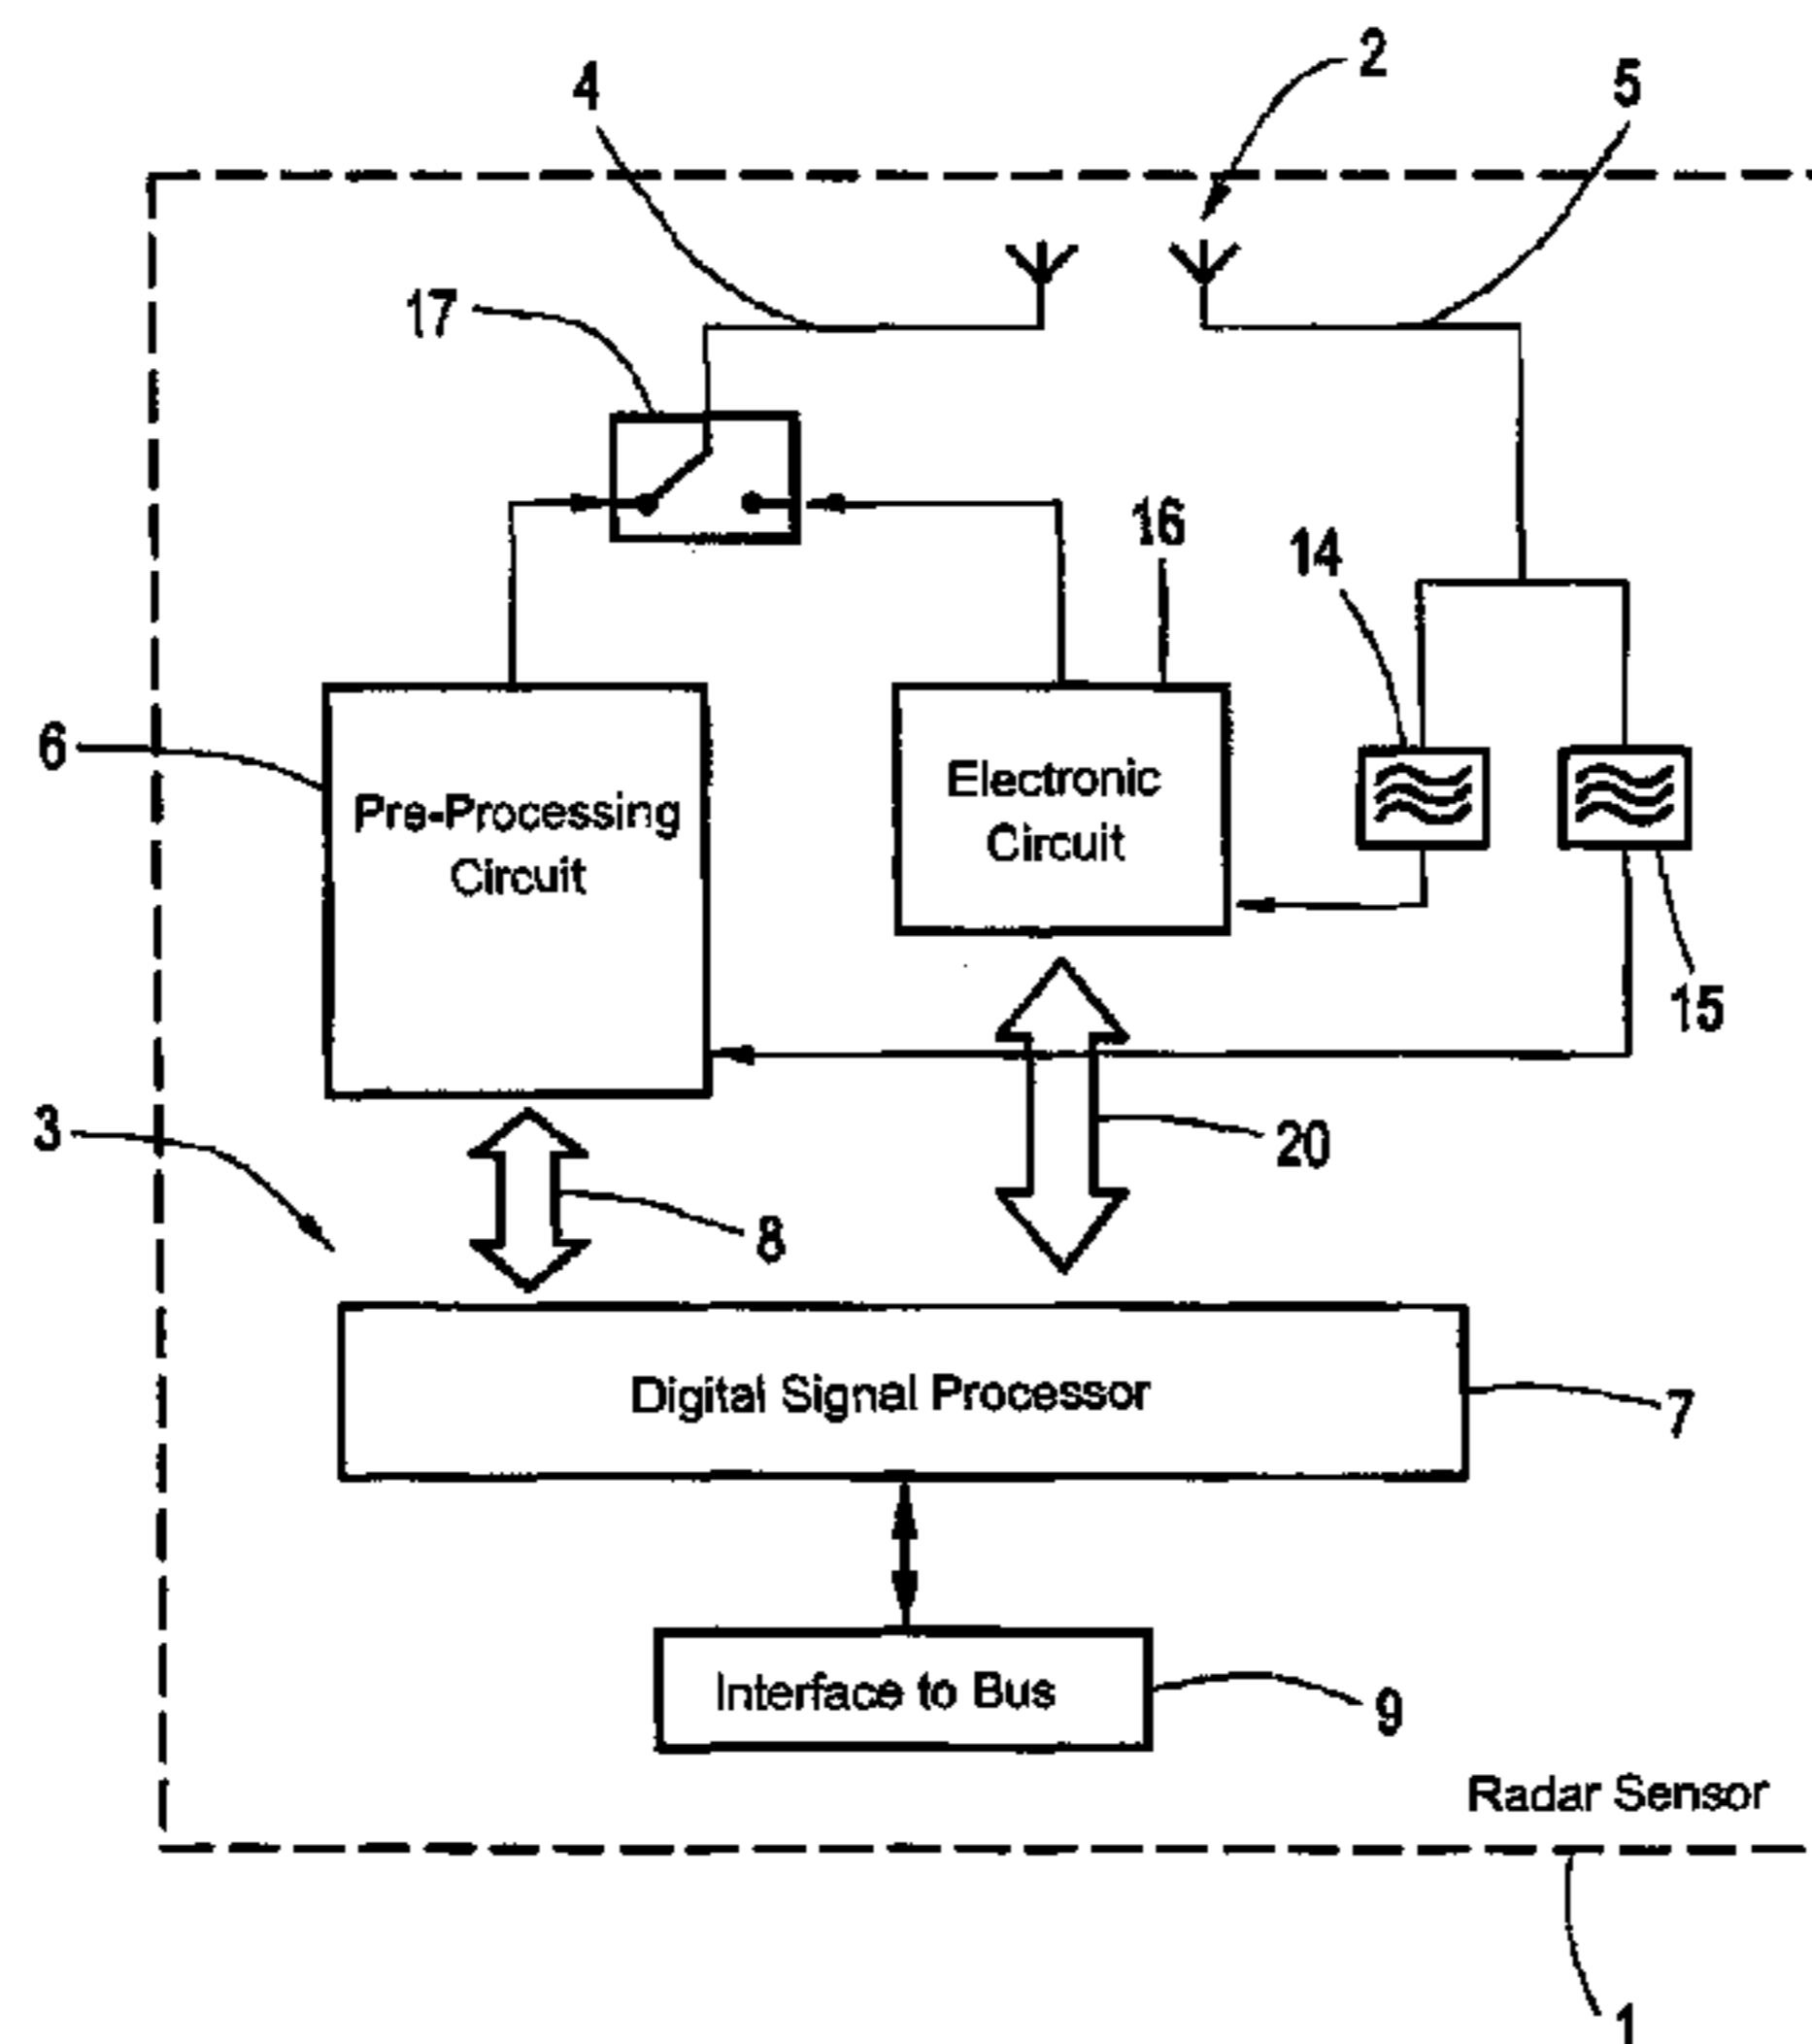 2
4
5
17
16
14
6
Electronic
Circuit
Pre-Processing
Circuit
15
3
20
8
Digital Signal Processor
7
Interface to Bus
9
Radar Sensor
1